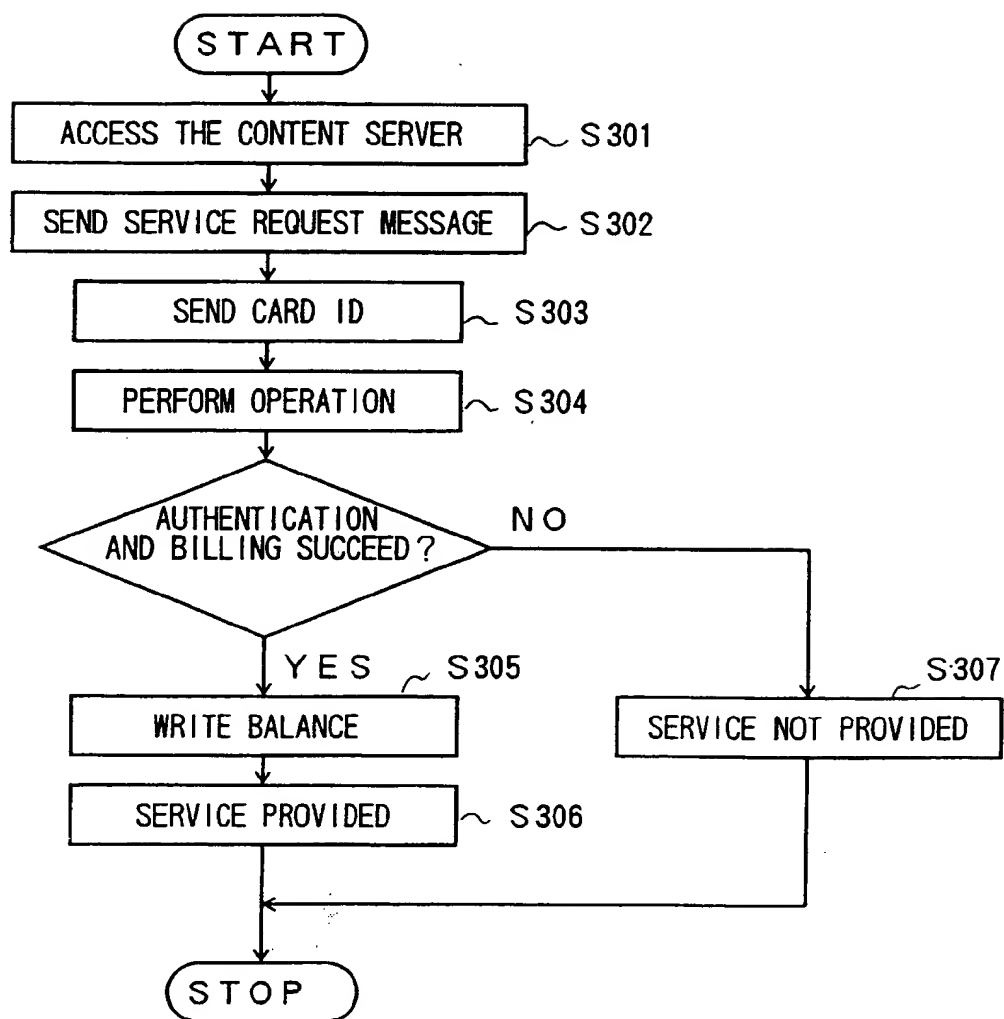 START
ACCESS THE CONTENT SERVER
S301
SEND SERVICE REQUEST MESSAGE
S302
SEND CARD ID
S303
PERFORM OPERATION
S304
AUTHENTICATION
AND BILLING SUCCEED?
NO
YES
S305
WRITE BALANCE
S307
SERVICE NOT PROVIDED
SERVICE PROVIDED
S306
STOP